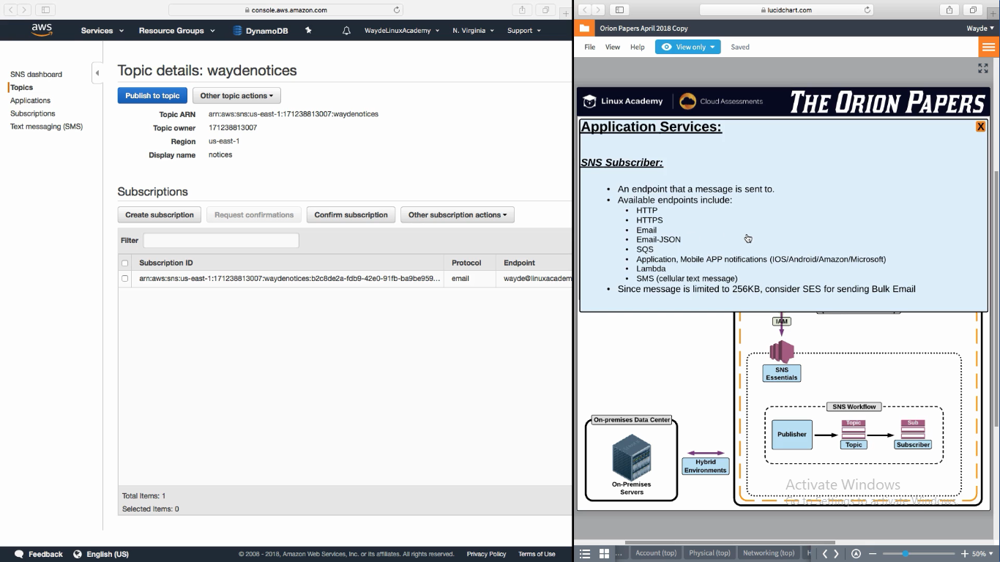 console.aws.amazon.com
aws
Services
Resource Groups
DynamoDB
WaydeLinuxAcademy
N. Virginia
Support
SNS dashboard
Topics
Applications
Subscriptions
Text messaging (SMS)
Topic details: waydenotices
Publish to topic
Other topic actions
Topic ARN arn:aws:sns:us-east-1:171238813007:waydenotices
Topic owner 171238813007
Region us-east-1
Display name notices
Subscriptions
Create subscription
Request confirmations
Confirm subscription
Other subscription actions
Filter
Subscription ID Protocol Endpoint
arn:aws:sns:us-east-1:171238813007:waydenotices:b2c8de2a-fdb9-42e0-91fb-ba9be959... email wayde@linuxacadem
Total Items: 1
Selected Items: 0
Feedback
English (US)
© 2008 - 2018, Amazon Web Services, Inc. or its affiliates. All rights reserved.
Privacy Policy
Terms of Use
lucidchart.com
Orion Papers April 2018 Copy
Wayde
File
View
Help
View only
Saved
Linux Academy
Cloud Assessments
THE ORION PAPERS
Application Services:
X
SNS Subscriber:
• An endpoint that a message is sent to.
• Available endpoints include:
• HTTP
• HTTPS
• Email
• Email-JSON
• SQS
• Application, Mobile APP notifications (IOS/Android/Amazon/Microsoft)
• Lambda
• SMS (cellular text message)
• Since message is limited to 256KB, consider SES for sending Bulk Email
IAM
SNS
Essentials
SNS Workflow
Publisher
Topic
Topic
Sub
Subscriber
On-premises Data Center
On-Premises
Servers
Hybrid
Environments
Activate Windows
Go to Settings to activate Windows.
...
Account (top)
Physical (top)
Networking (top)
H
50%